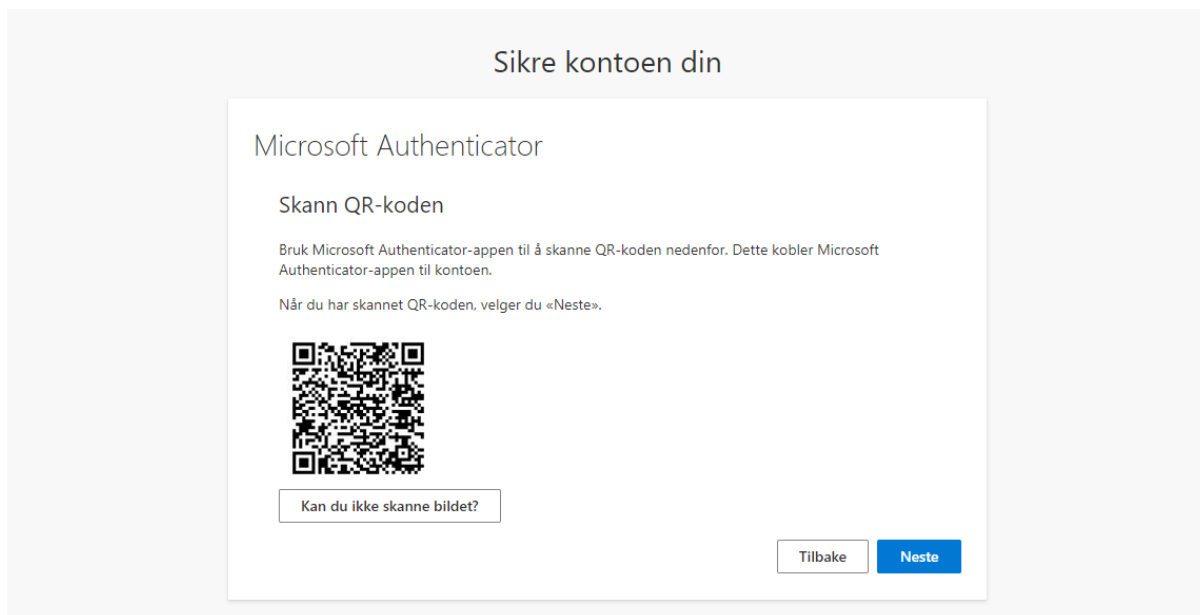 Sikre kontoen din
Microsoft Authenticator
Skann QR-koden
Bruk Microsoft Authenticator-appen til å skanne QR-koden nedenfor. Dette kobler Microsoft
Authenticator-appen til kontoen.
Når du har skannet QR-koden, velger du «Neste».
Kan du ikke skanne bildet?
Tilbake
Neste